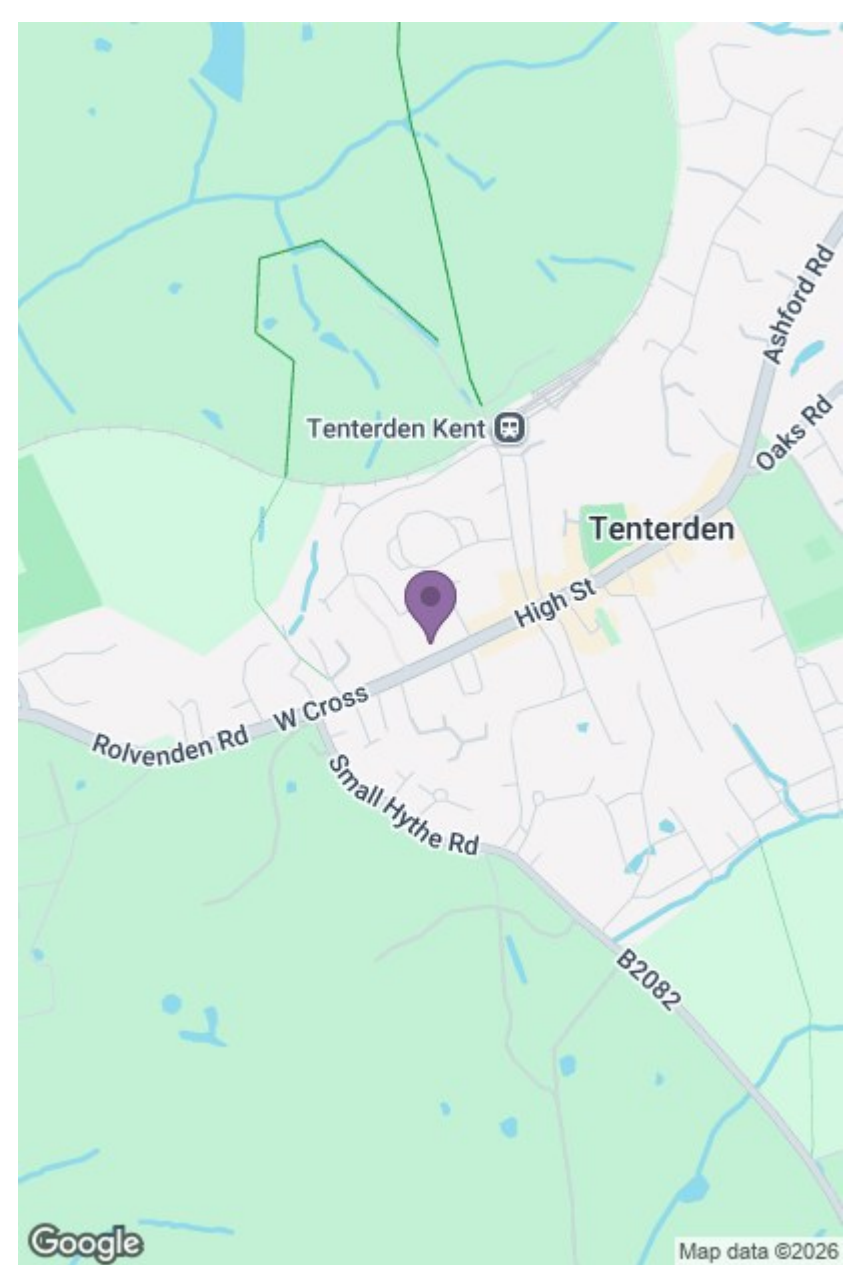 Ashford Rd
Oaks Rd
Tenterden Kent
Tenterden
High St
W Cross
Rolvenden Rd
Small Hythe Rd
B2082
Google
Map data ©2026